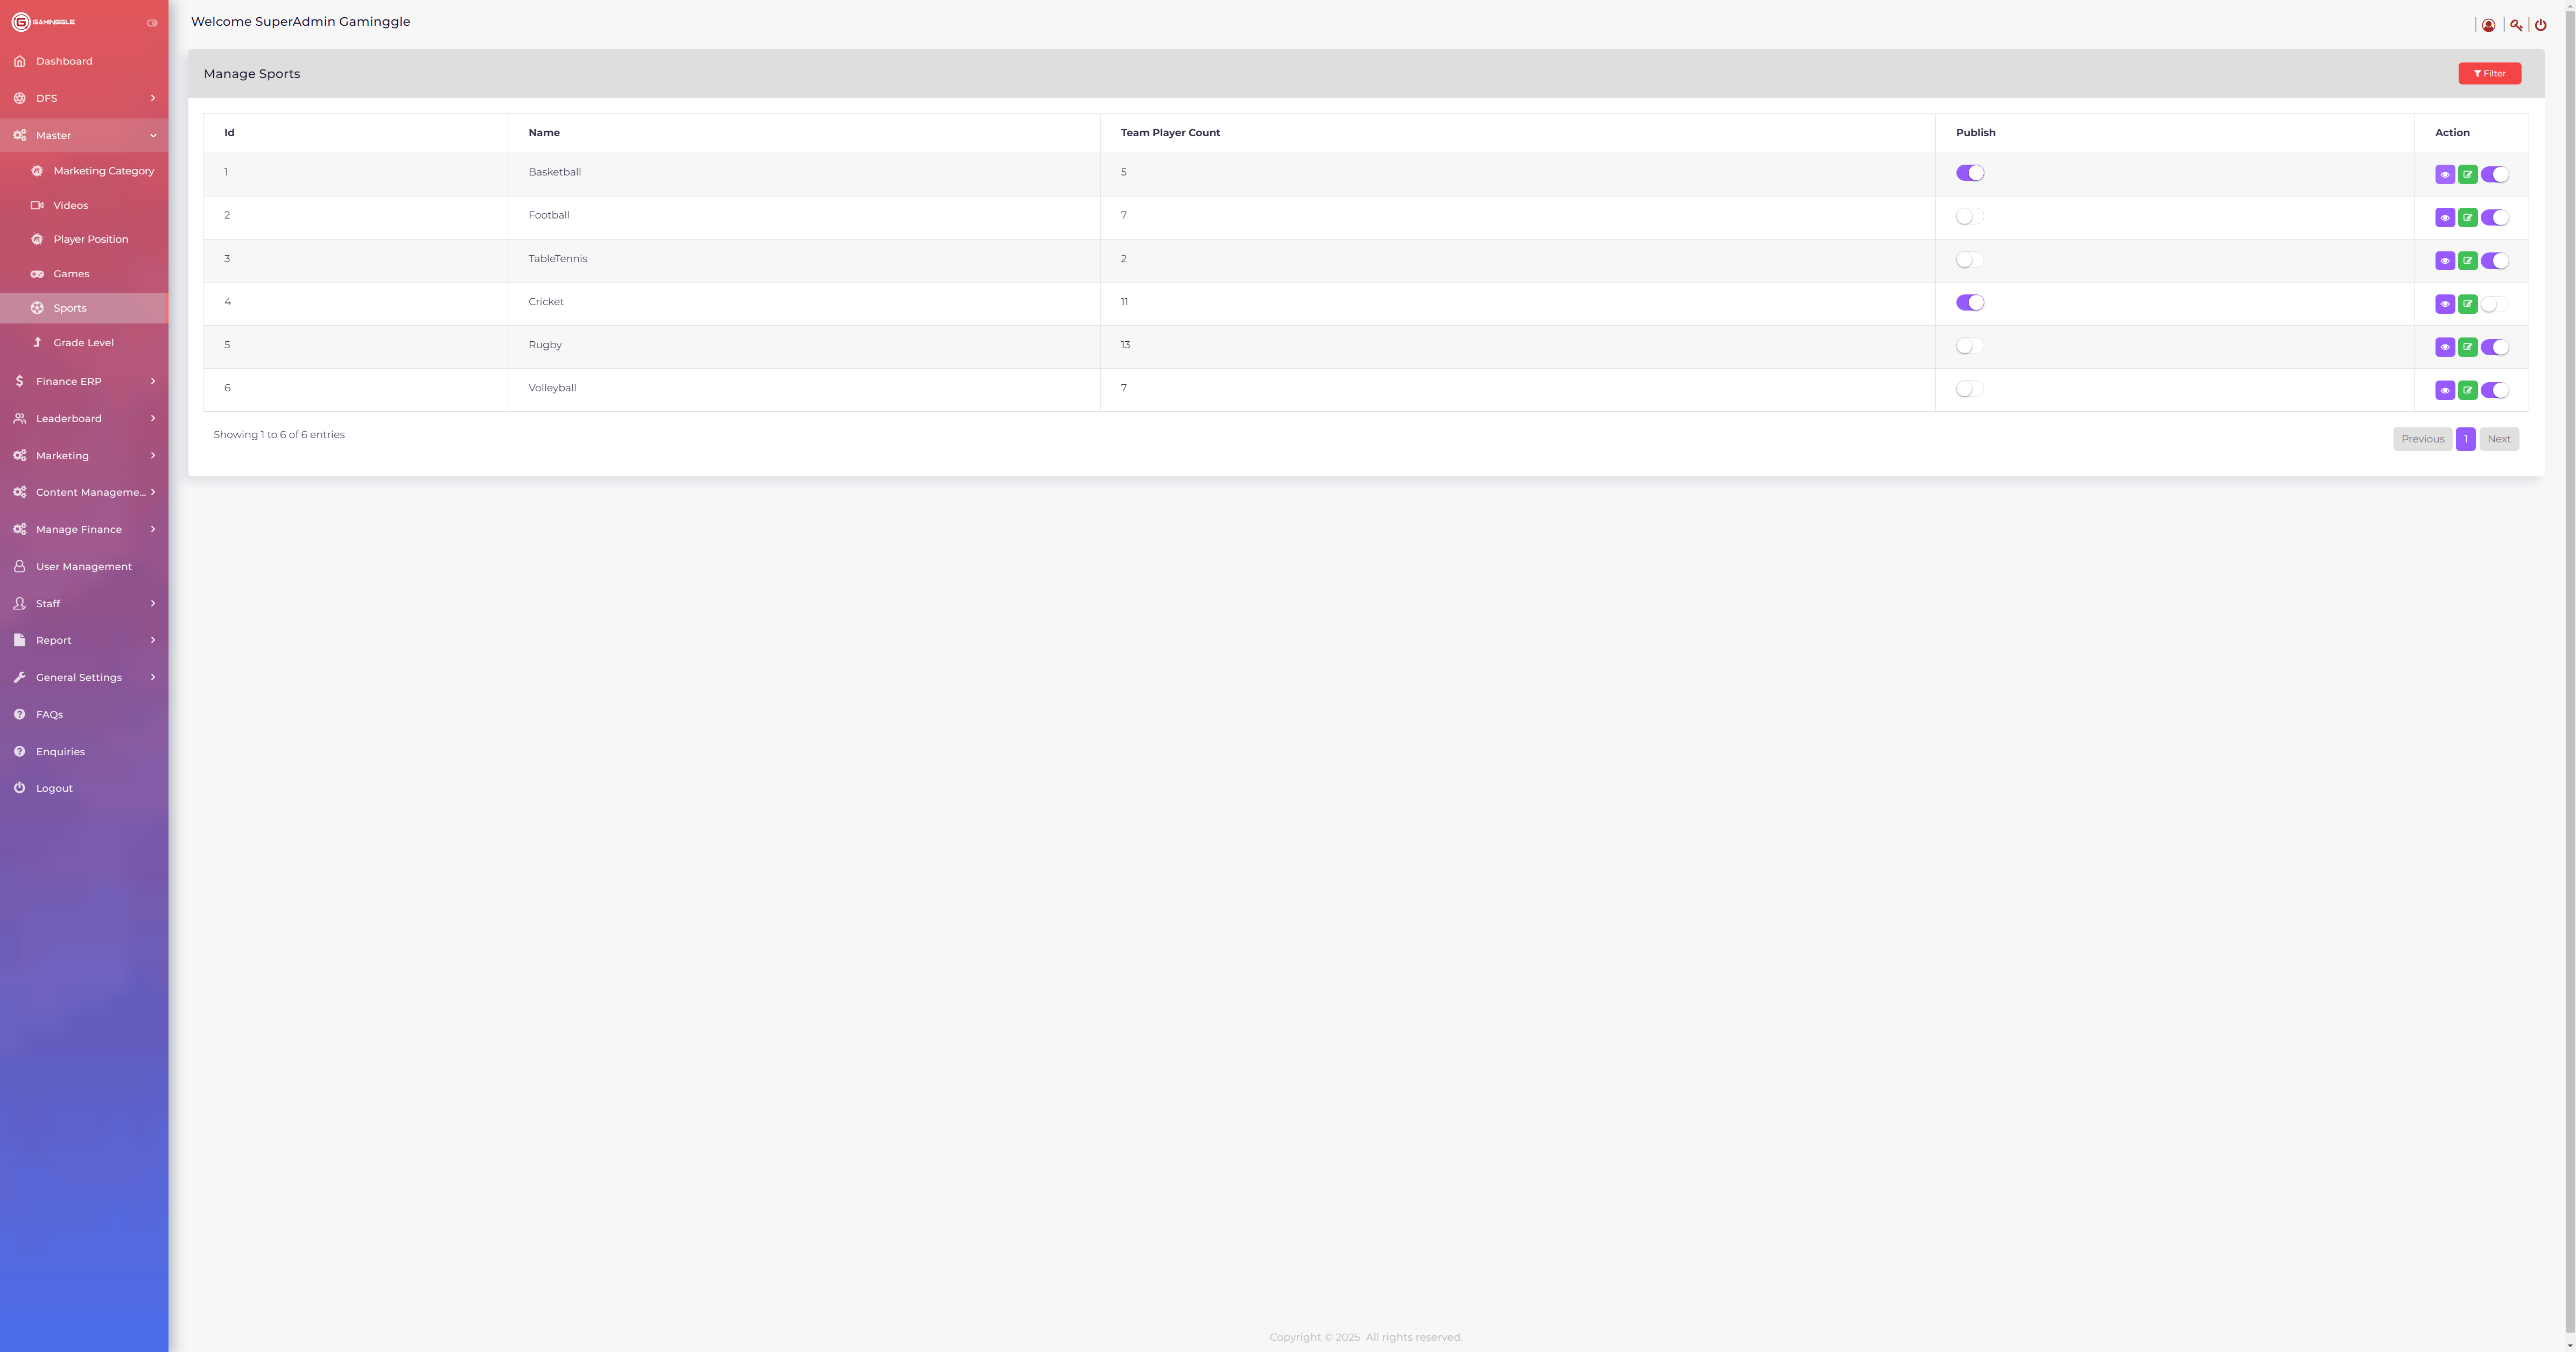 GAMINGGLE
Welcome SuperAdmin Gaminggle
Dashboard
DFS
Master
Marketing Category
Videos
Player Position
Games
Sports
Grade Level
Finance ERP
Leaderboard
Marketing
Content Manageme...
Manage Finance
User Management
Staff
Report
General Settings
FAQs
Enquiries
Logout
Manage Sports
Filter
Id Name Team Player Count Publish Action
1 Basketball 5
2 Football 7
3 TableTennis 2
4 Cricket 11
5 Rugby 13
6 Volleyball 7
Showing 1 to 6 of 6 entries
Previous 1 Next
Copyright © 2025 All rights reserved.